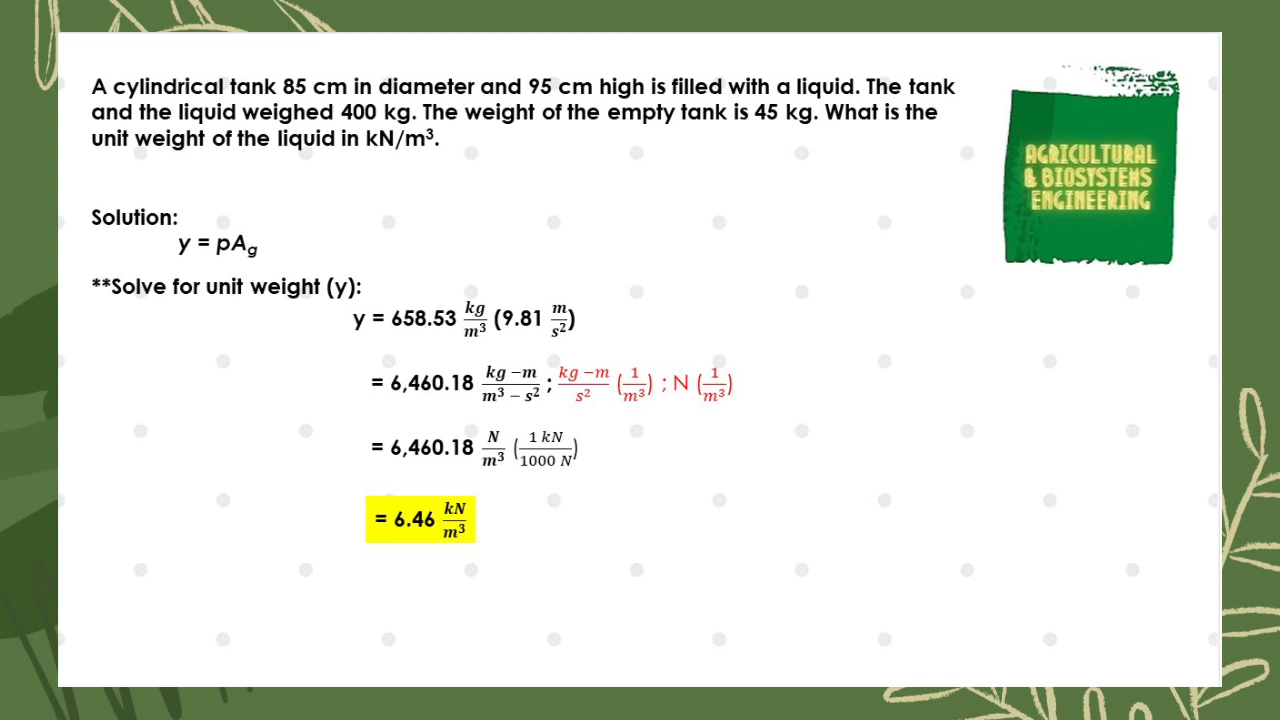 A cylindrical tank 85 cm in diameter and 95 cm high is filled with a liquid. The tank
and the liquid weighed 400 kg. The weight of the empty tank is 45 kg. What is the
unit weight of the liquid in kN/m³.
AGRICULTURAL
& BIOSYSTEMS
ENGINEERING
Solution:
y = pA_g
**Solve for unit weight (y):
y = 658.53 kg/m³ (9.81 m/s²)
= 6,460.18 kg –m/m³ – s² ; kg –m/s² (1/m³) ; N (1/m³)
= 6,460.18 N/m³ (1 kN/1000 N)
= 6.46 kN/m³